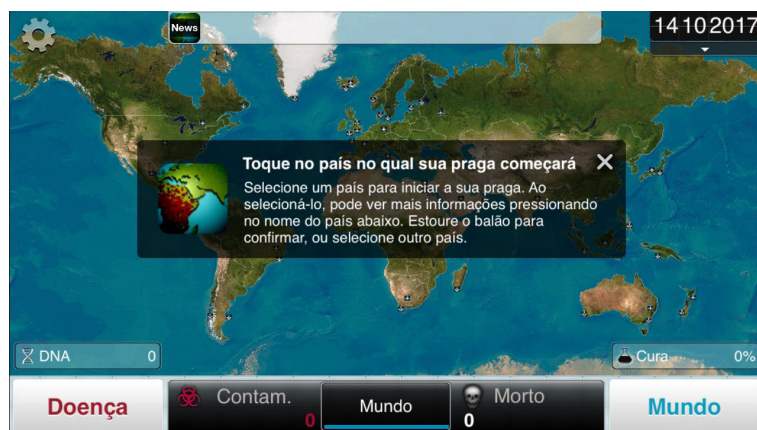 News
14 10 2017
Toque no país no qual sua praga começará
Selecione um país para iniciar a sua praga. Ao
selecioná-lo, pode ver mais informações pressionando
no nome do país abaixo. Estoure o balão para
confirmar, ou selecione outro país.
DNA 0
Cura 0%
Doença
Contam.
0
Mundo
Morto
0
Mundo